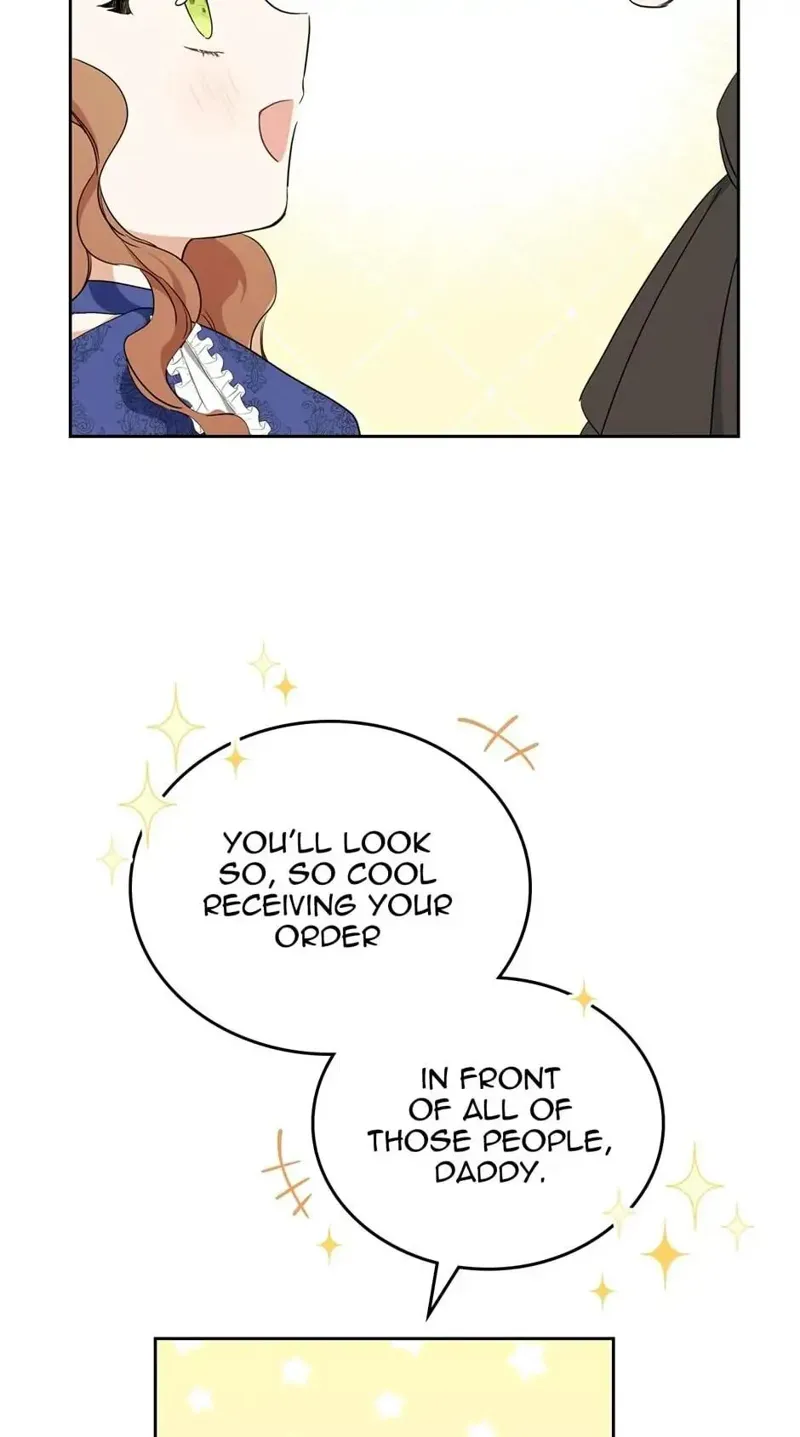 YOU'LL LOOK
SO, SO COOL
RECEIVING YOUR
ORDER
IN FRONT
OF ALL OF
THOSE PEOPLE,
DADDY.